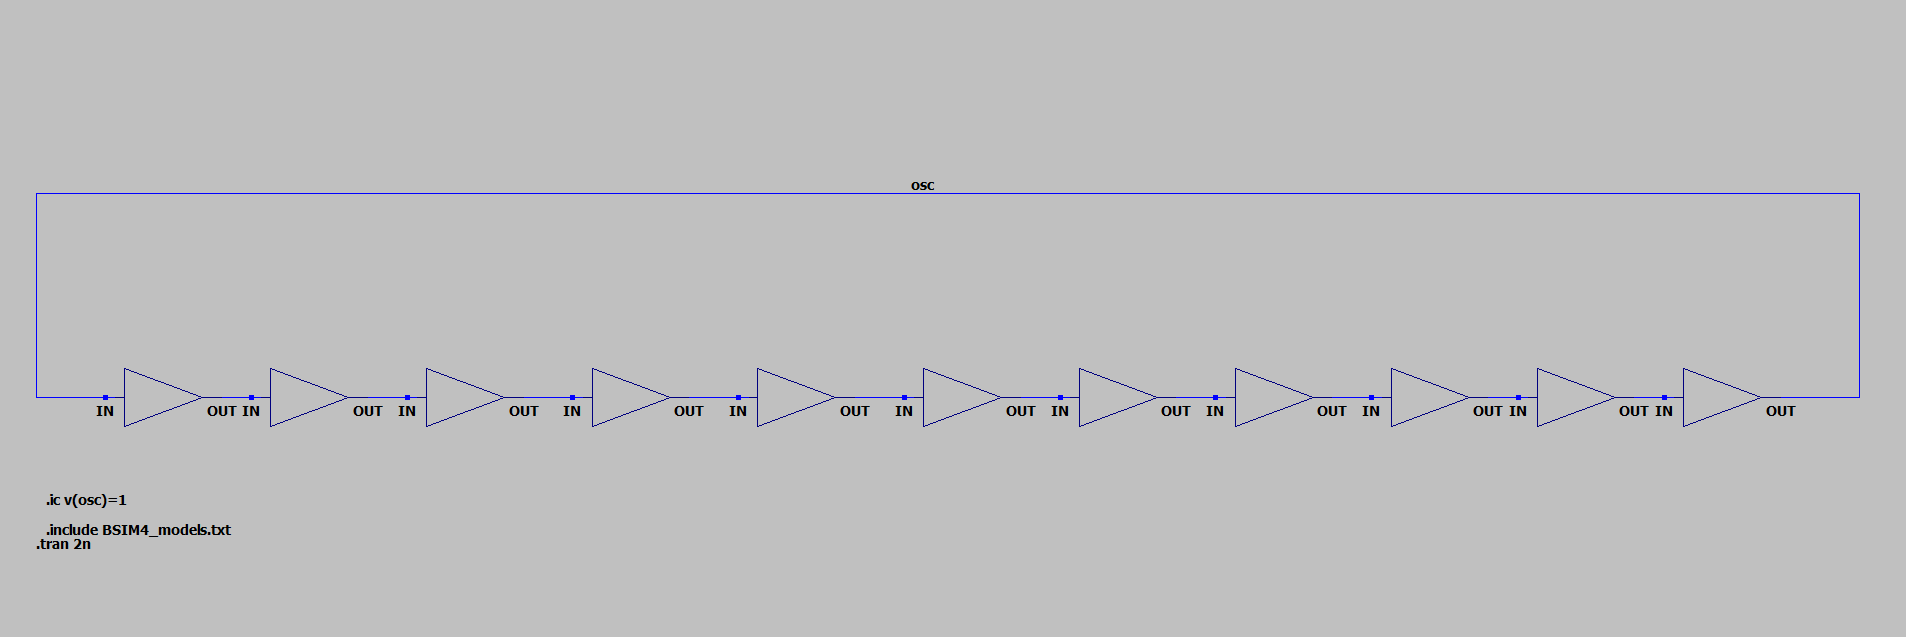 osc
IN OUT IN OUT IN OUT IN OUT IN OUT IN OUT IN OUT IN OUT IN OUT IN OUT IN OUT
.ic v(osc)=1
.include BSIM4_models.txt
.tran 2n